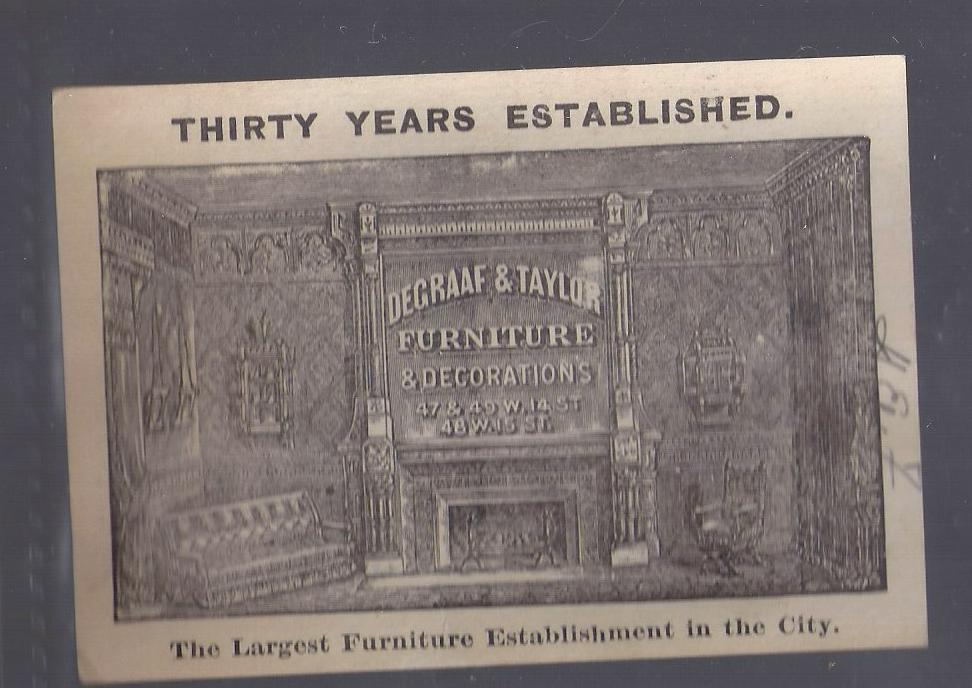 THIRTY YEARS ESTABLISHED.
DEGRAAF & TAYLOR
FURNITURE
& DECORATIONS
47 & 49 W. 14 ST
48 W. 15 ST.
The Largest Furniture Establishment in the City.